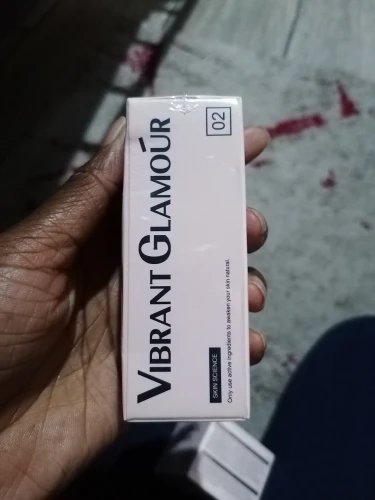 VIBRANT GLAMOUR
02
SKIN SCIENCE
Only use active ingredients to awaken your skin natural.